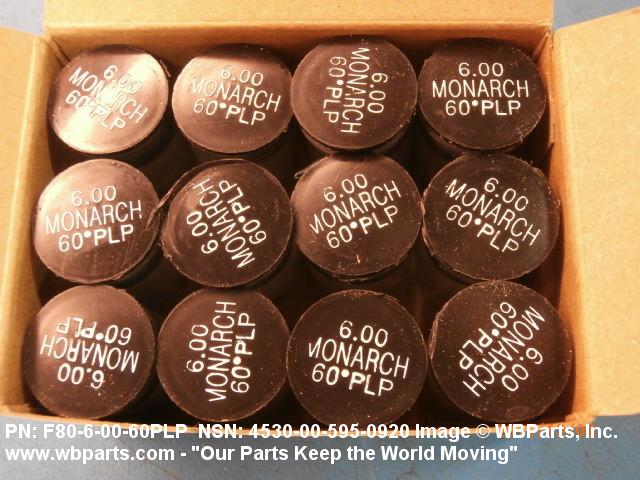 6.00
MONARCH
60°PLP
6.00
MONARCH
60°PLP
6.00
MONARCH
60°PLP
6.00
MONARCH
60°PLP
6.00
MONARCH
60°PLP
6.00
MONARCH
60°PLP
6.00
MONARCH
60°PLP
6.00
MONARCH
60°PLP
6.00
MONARCH
60°PLP
6.00
MONARCH
60°PLP
6.00
MONARCH
60°PLP
6.00
MONARCH
60°PLP
PN: F80-6-00-60PLP NSN: 4530-00-595-0920 Image © WBParts, Inc.
www.wbparts.com - "Our Parts Keep the World Moving"